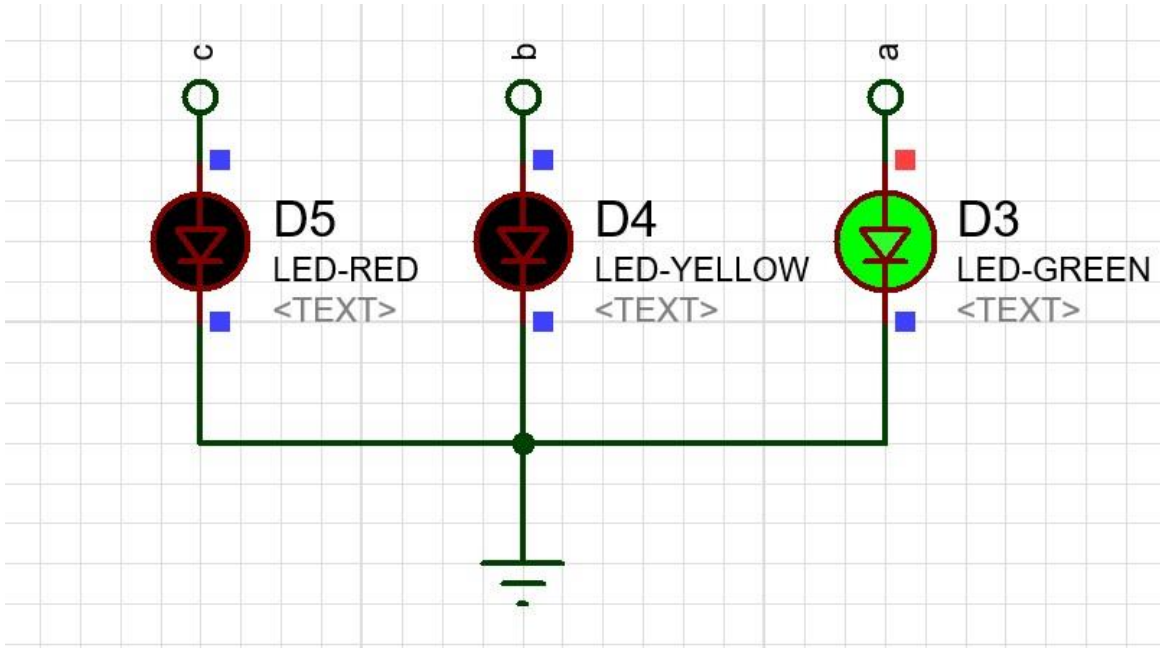 c
b
a
D5
LED-RED
<TEXT>
D4
LED-YELLOW
<TEXT>
D3
LED-GREEN
<TEXT>